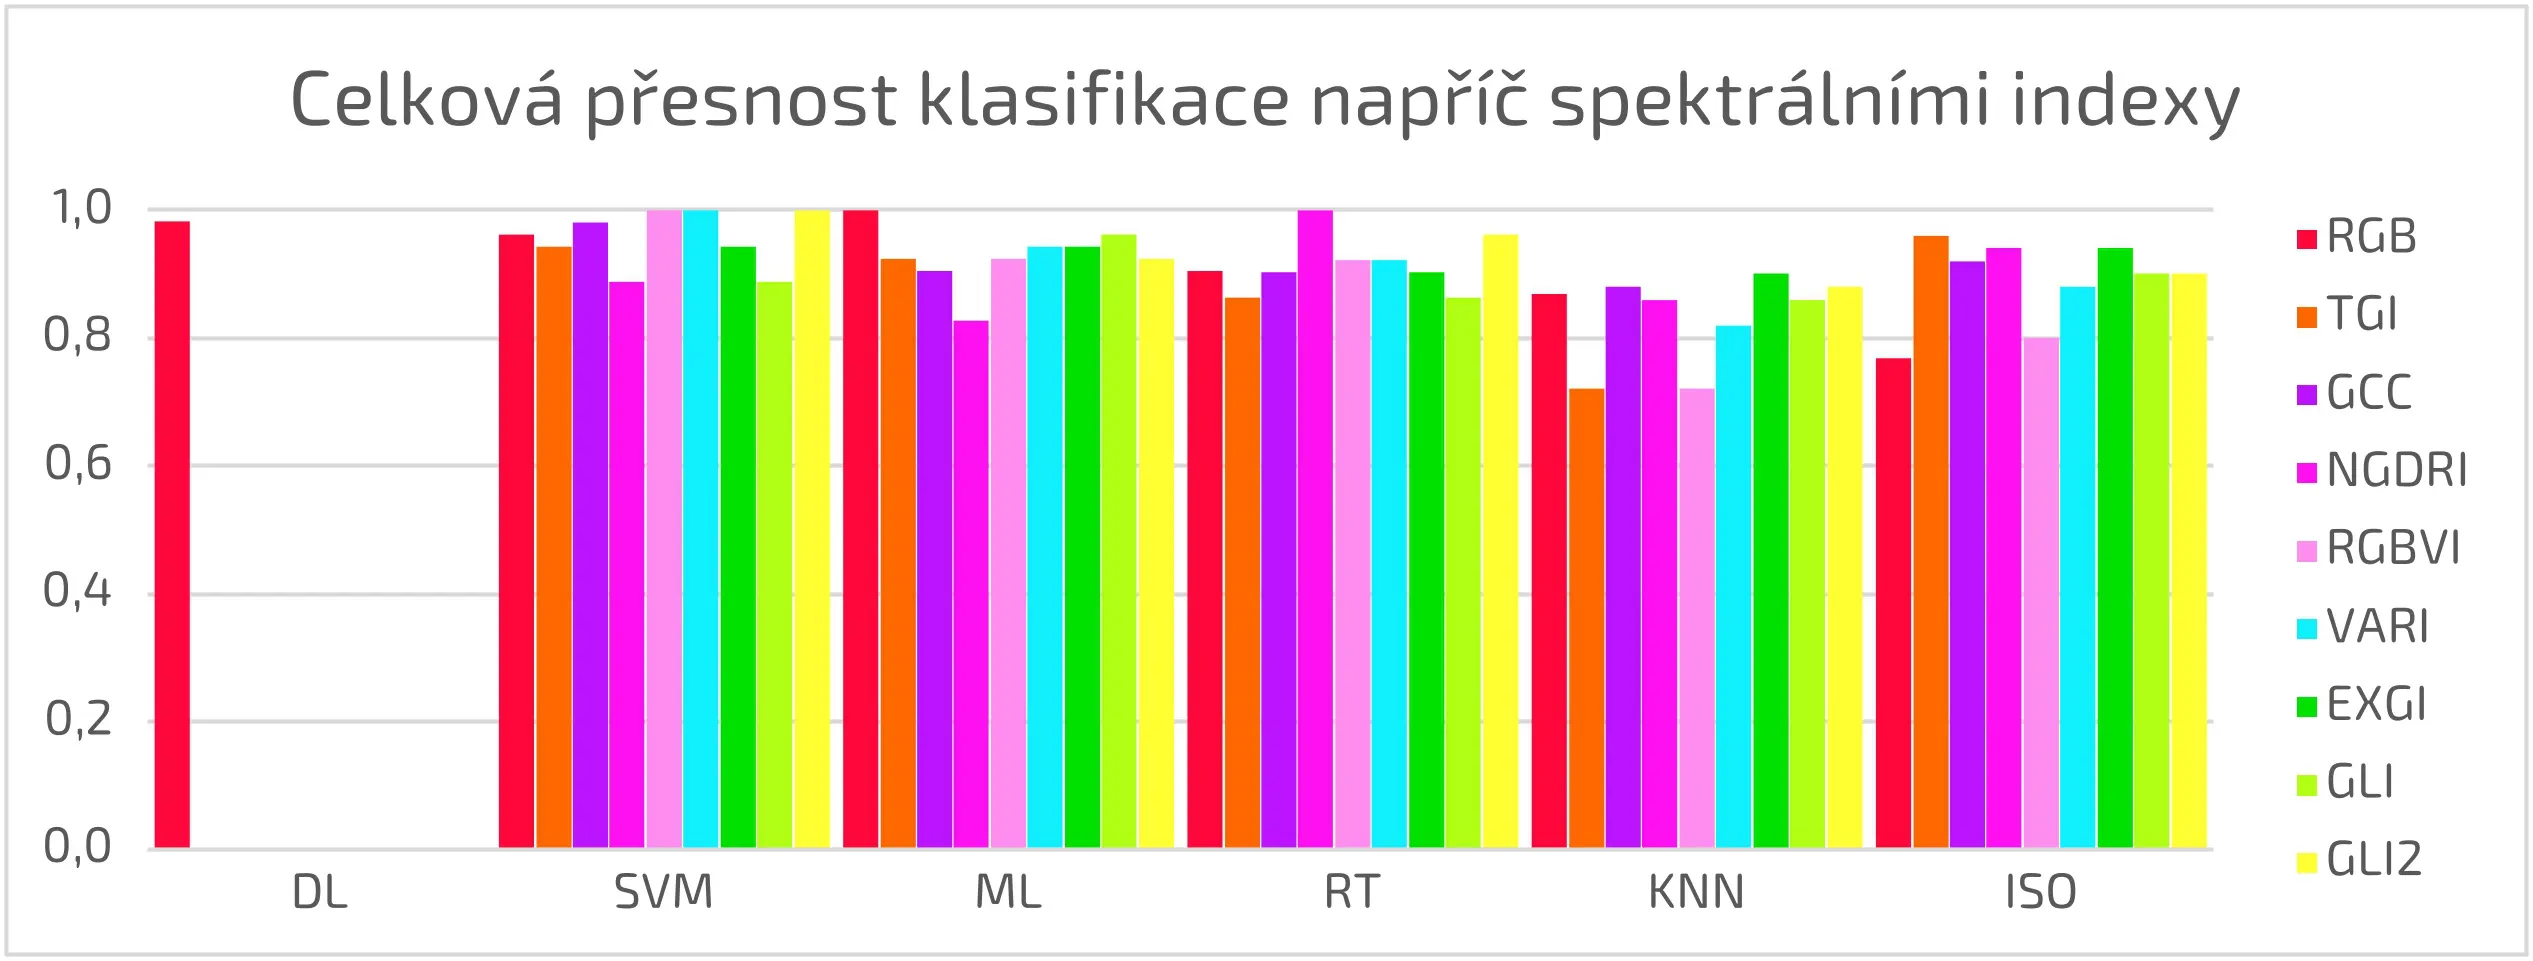 Celková přesnost klasifikace napříč spektrálními indexy
1,0
0,8
0,6
0,4
0,2
0,0
DL SVM ML RT KNN ISO
RGB
TGI
GCC
NGDRI
RGBVI
VARI
EXGI
GLI
GLI2